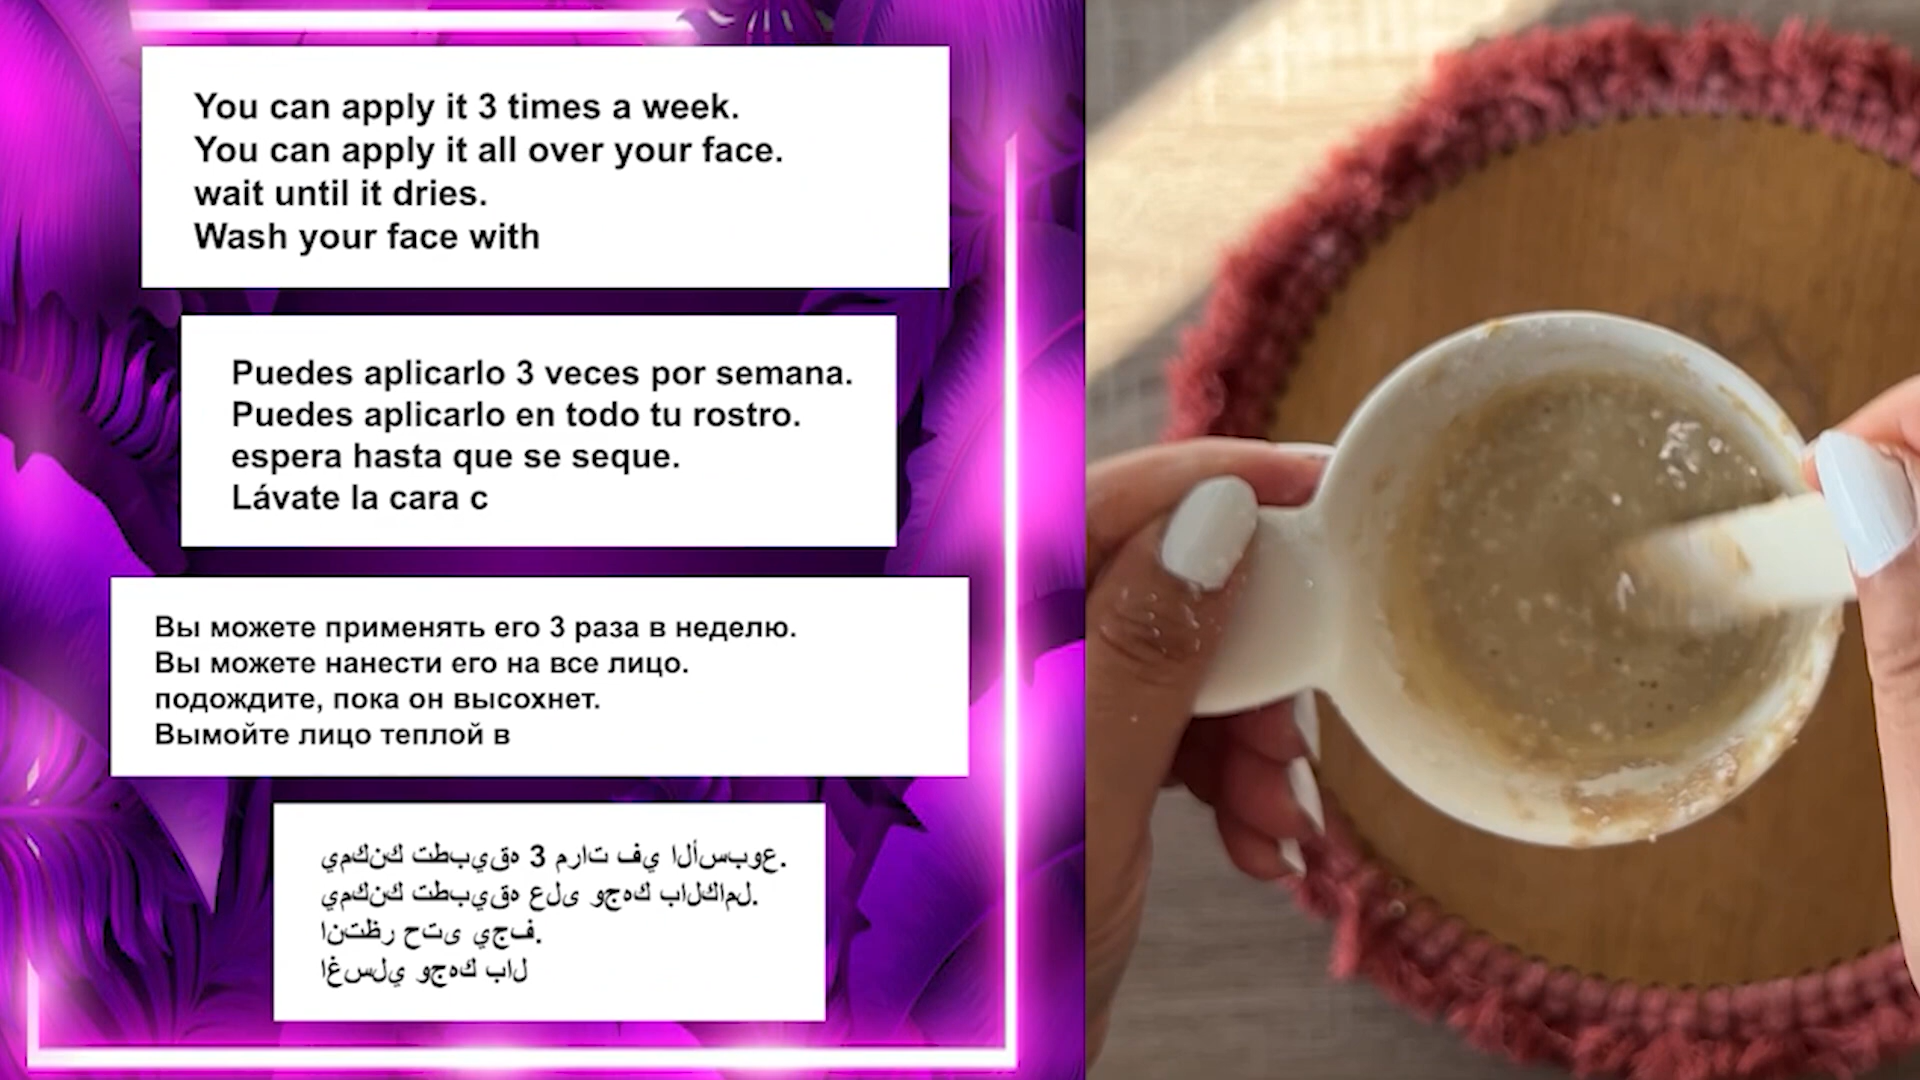 You can apply it 3 times a week.
You can apply it all over your face.
wait until it dries.
Wash your face with
Puedes aplicarlo 3 veces por semana.
Puedes aplicarlo en todo tu rostro.
espera hasta que se seque.
Lávate la cara c
Вы можете применять его 3 раза в неделю.
Вы можете нанести его на все лицо.
подождите, пока он высохнет.
Вымойте лицо теплой в
يمكنك تطبيقه 3 مرات في الأسبوع.
يمكنك تطبيقه على وجهك بالكامل.
انتظر حتى يجف.
اغسلي وجهك بال